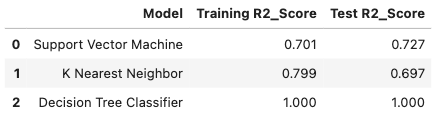 Model Training R2_Score Test R2_Score
0 Support Vector Machine 0.701 0.727
1 K Nearest Neighbor 0.799 0.697
2 Decision Tree Classifier 1.000 1.000